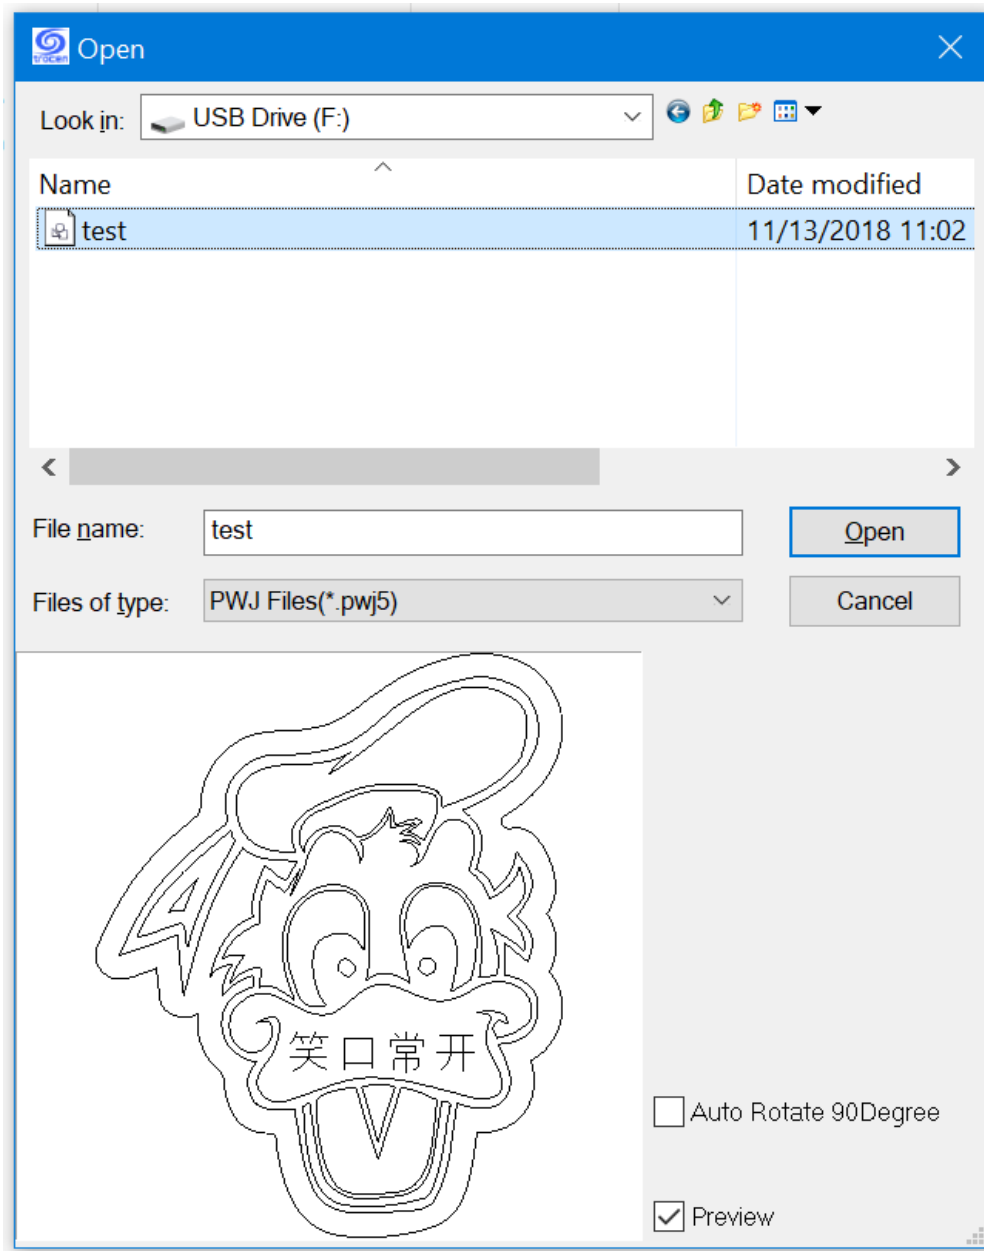 trocen
Open
Look in: USB Drive (F:)
Name Date modified
test 11/13/2018 11:02
File name: test Open
Files of type: PWJ Files(*.pwj5) Cancel
笑口常开
Auto Rotate 90Degree
Preview